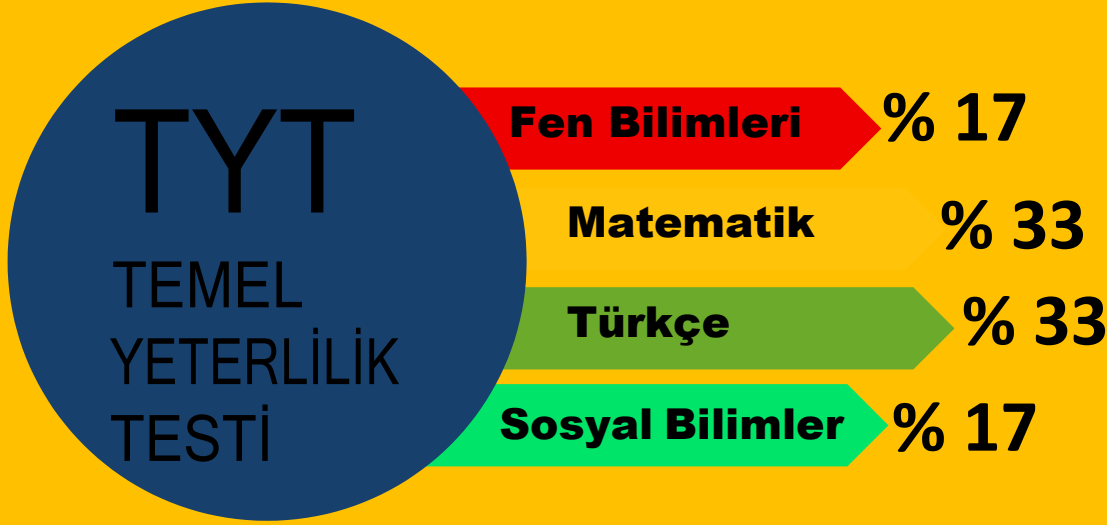 TYT
TEMEL
YETERLİLİK
TESTİ
Fen Bilimleri % 17
Matematik % 33
Türkçe % 33
Sosyal Bilimler % 17